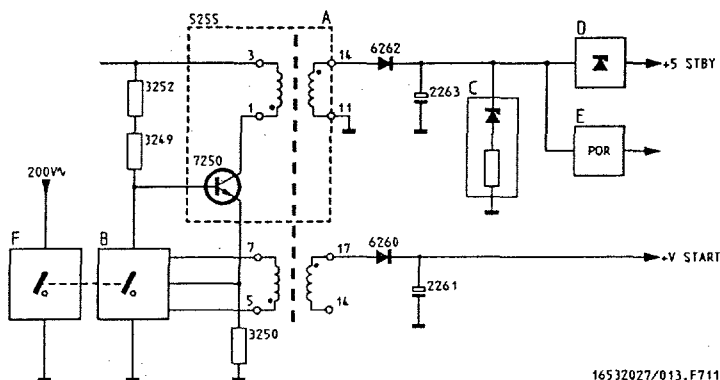 5255
A
3
14
6262
D
+5 STBY
3252
2263
C
1
11
E
3249
7250
POR
200V∿
F
B
7
17
6260
+V START
5
14
2261
3250
16532027/013.F711